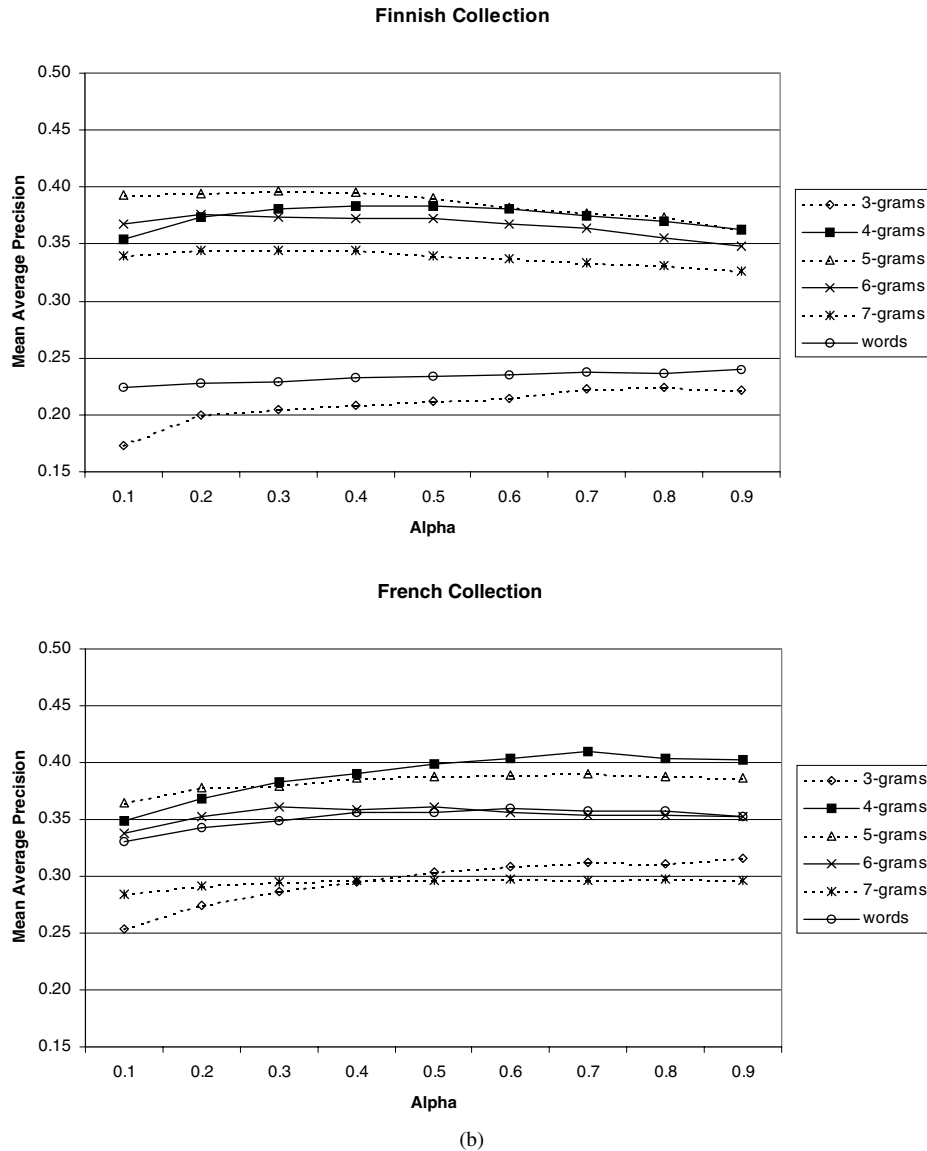 Finnish Collection
0.50
0.45
0.40
0.35
0.30
0.25
0.20
0.15
Mean Average Precision
0.1 0.2 0.3 0.4 0.5 0.6 0.7 0.8 0.9
Alpha
3-grams
4-grams
5-grams
6-grams
7-grams
words
French Collection
0.50
0.45
0.40
0.35
0.30
0.25
0.20
0.15
Mean Average Precision
0.1 0.2 0.3 0.4 0.5 0.6 0.7 0.8 0.9
Alpha
3-grams
4-grams
5-grams
6-grams
7-grams
words
(b)